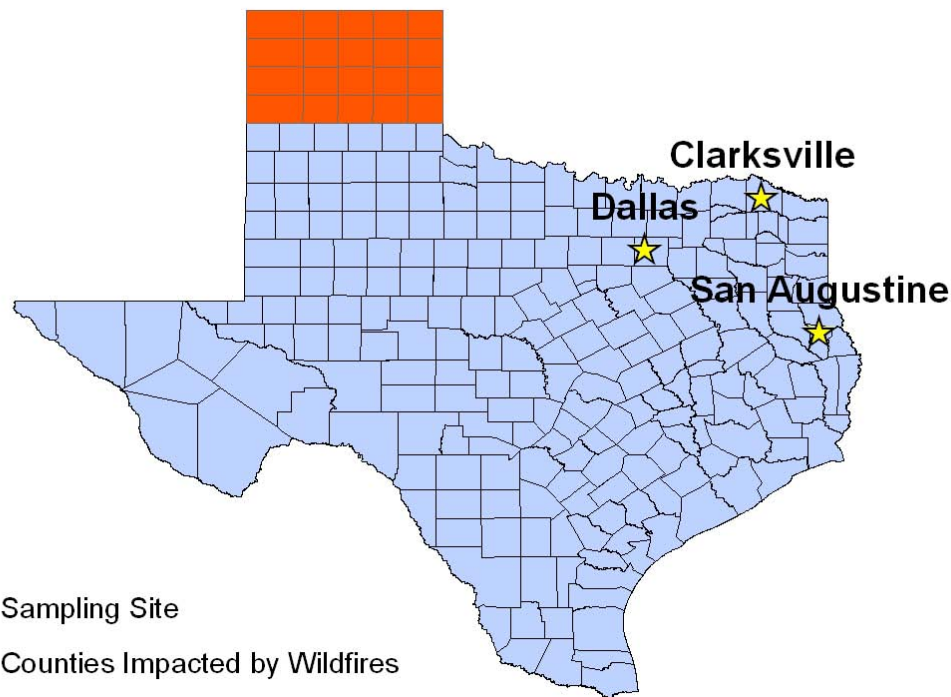 Clarksville
Dallas
San Augustine
Sampling Site
Counties Impacted by Wildfires